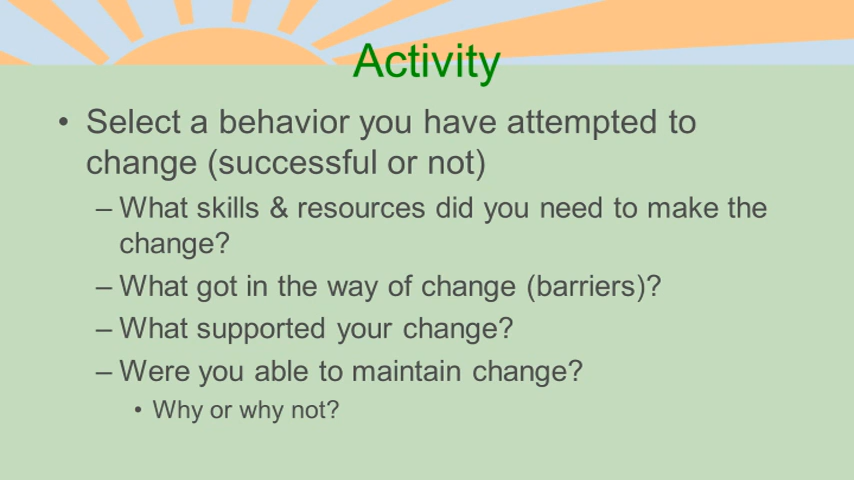 Activity
• Select a behavior you have attempted to
change (successful or not)
– What skills & resources did you need to make the
change?
– What got in the way of change (barriers)?
– What supported your change?
– Were you able to maintain change?
• Why or why not?